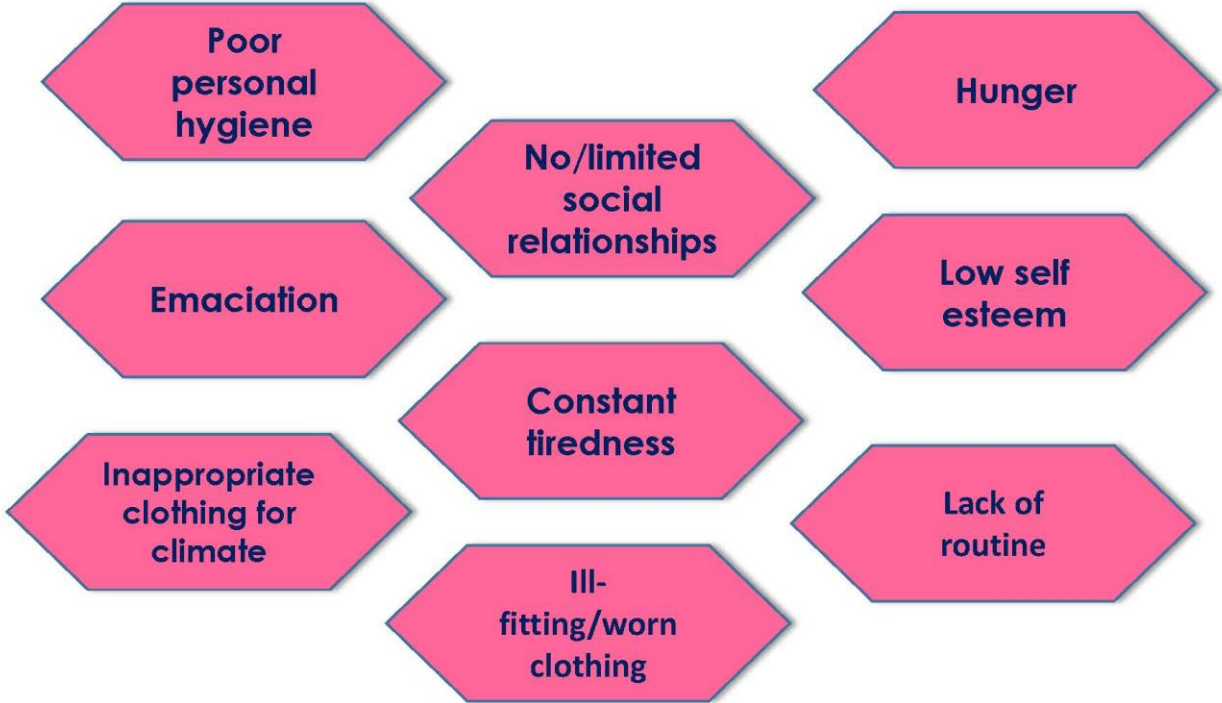 Poor
personal
hygiene
Hunger
No/limited
social
relationships
Emaciation
Low self
esteem
Constant
tiredness
Inappropriate
clothing for
climate
Lack of
routine
Ill-
fitting/worn
clothing